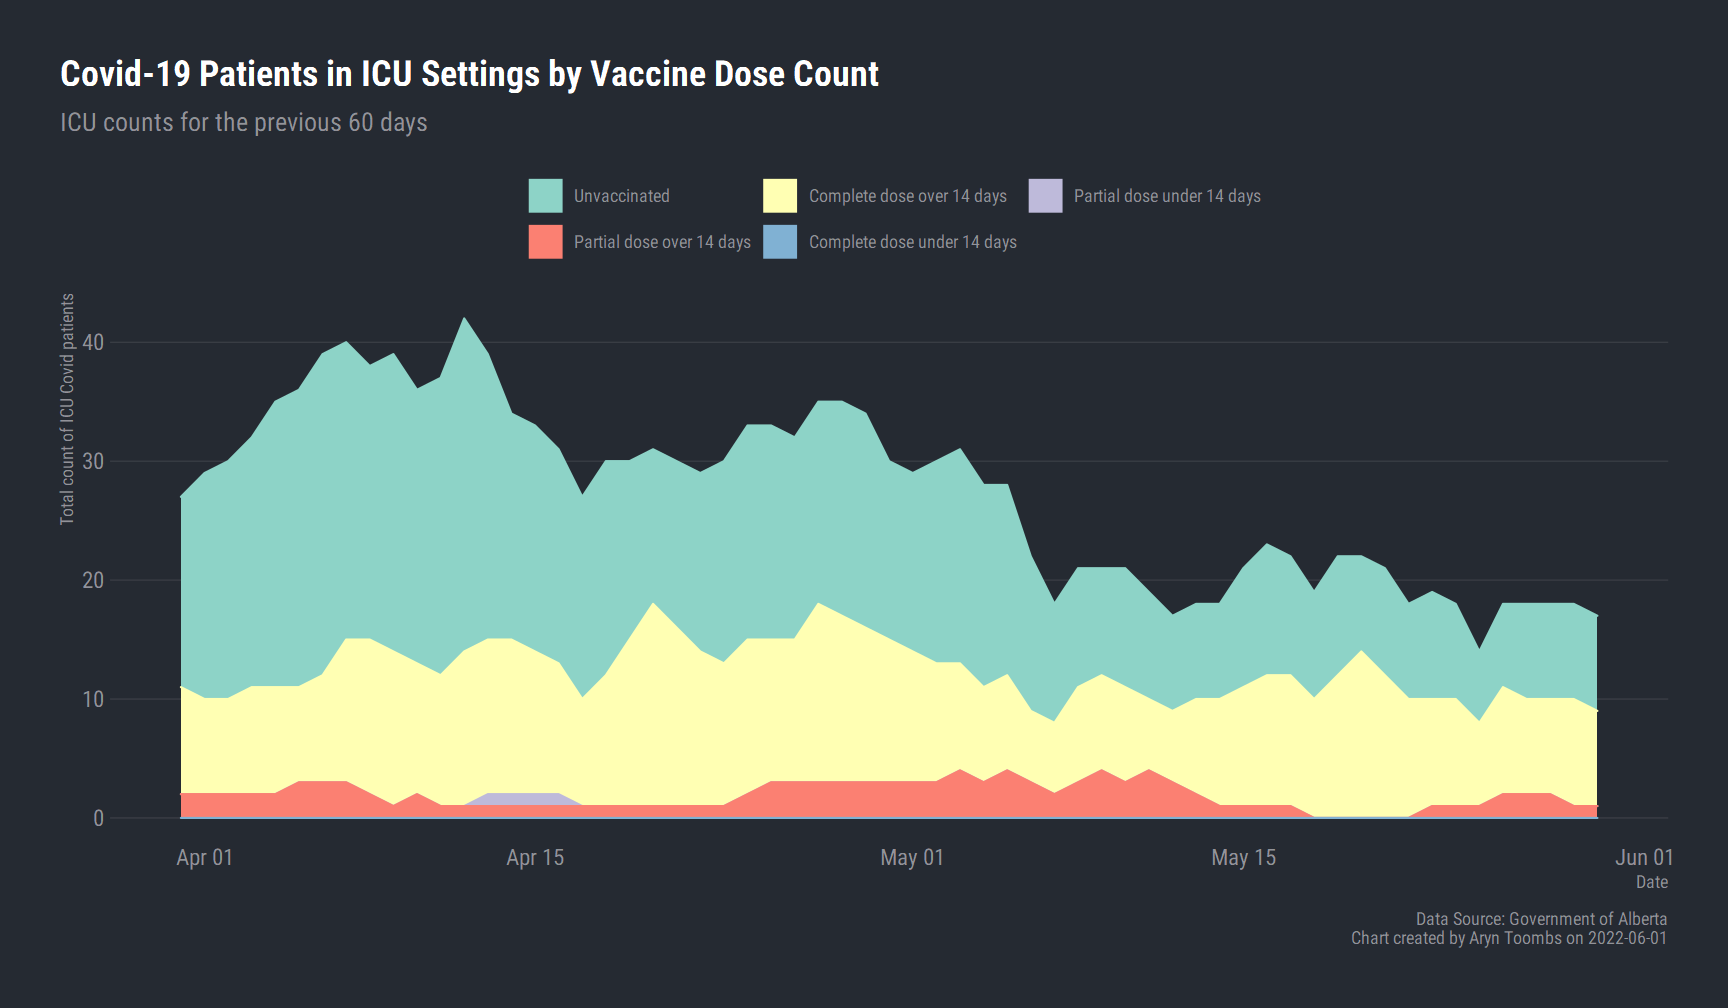 Covid-19 Patients in ICU Settings by Vaccine Dose Count
ICU counts for the previous 60 days
Unvaccinated
Complete dose over 14 days
Partial dose under 14 days
Partial dose over 14 days
Complete dose under 14 days
Total count of ICU Covid patients
40
30
20
10
0
Apr 01
Apr 15
May 01
May 15
Jun 01
Date
Data Source: Government of Alberta
Chart created by Aryn Toombs on 2022-06-01